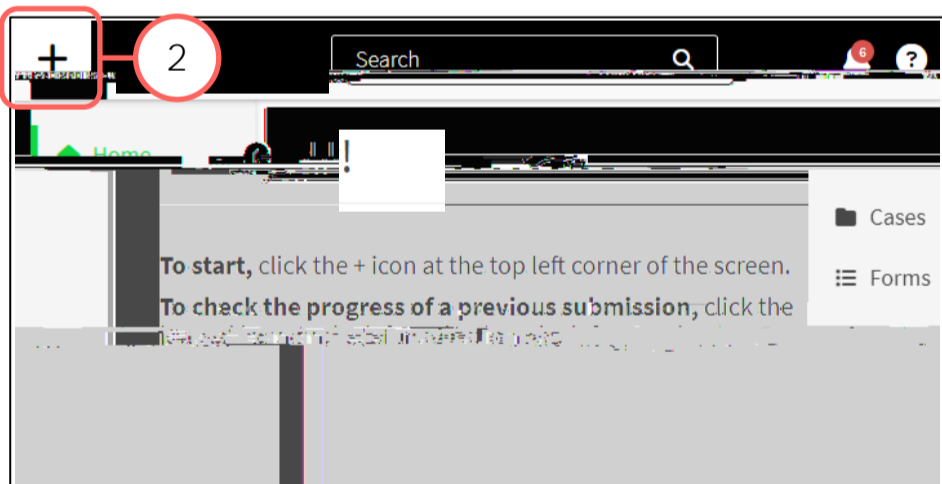 + 2 Search 6 ?
Home
!
Cases
To start, click the + icon at the top left corner of the screen.
Forms
To check the progress of a previous submission, click the